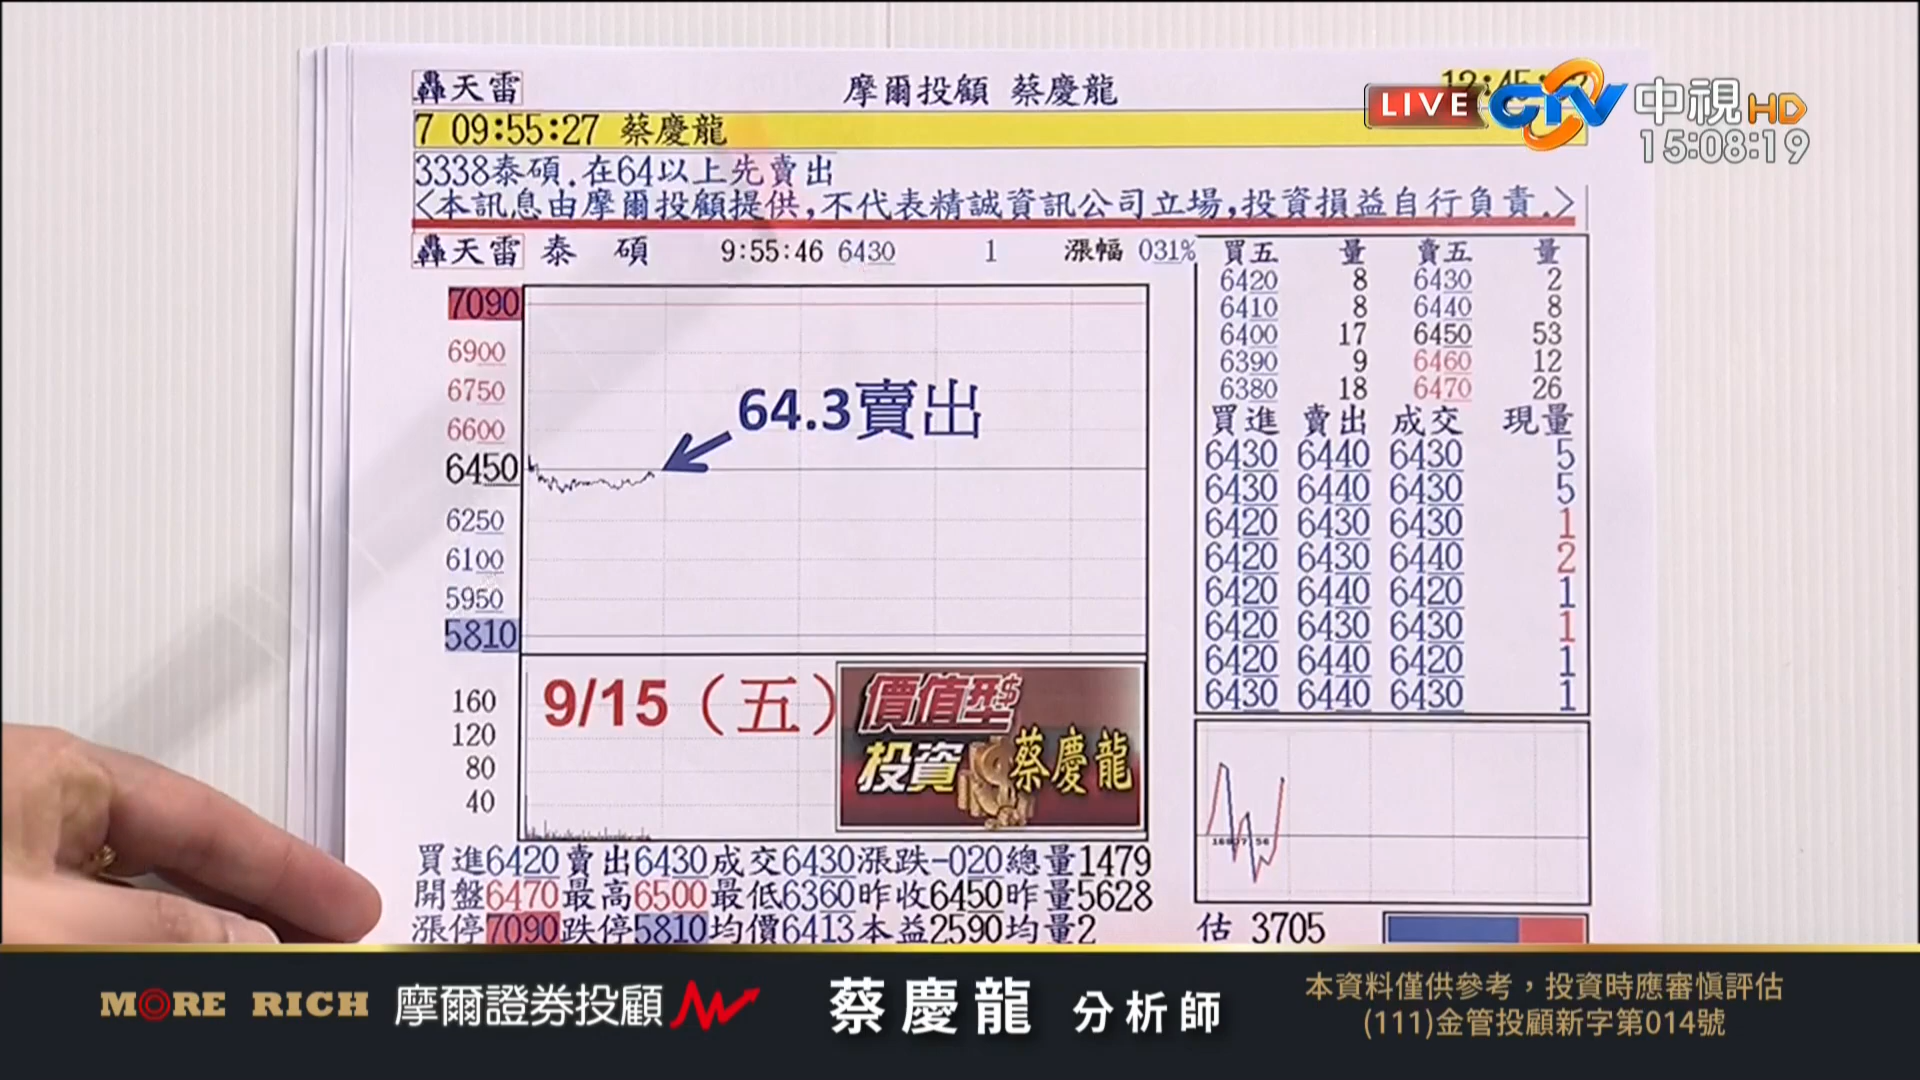 轟天雷 摩爾投顧 蔡慶龍
LIVE CTV 中視HD
15:08:19
7 09:55:27 蔡慶龍
3338泰碩.在64以上先賣出
<本訊息由摩爾投顧提供,不代表精誠資訊公司立場,投資損益自行負責.>
轟天雷 泰碩 9:55:46 6430 1 漲幅 031%
買五 量 賣五 量
6420 8 6430 2
6410 8 6440 8
6400 17 6450 53
6390 9 6460 12
6380 18 6470 26
買進 賣出 成交 現量
6430 6440 6430 5
6430 6440 6430 5
6420 6430 6430 1
6420 6430 6440 2
6420 6440 6420 1
6420 6430 6430 1
6420 6440 6420 1
6430 6440 6430 1
7090
6900
6750
6600
6450
6250
6100
5950
5810
64.3賣出
160
120
80
40
9/15（五）
價值型$
投資 蔡慶龍
買進6420賣出6430成交6430漲跌-020總量1479
開盤6470最高6500最低6360昨收6450昨量5628
漲停7090跌停5810均價6413本益2590均量2
估 3705
MORE RICH 摩爾證券投顧
蔡慶龍 分析師
本資料僅供參考，投資時應審慎評估
(111)金管投顧新字第014號